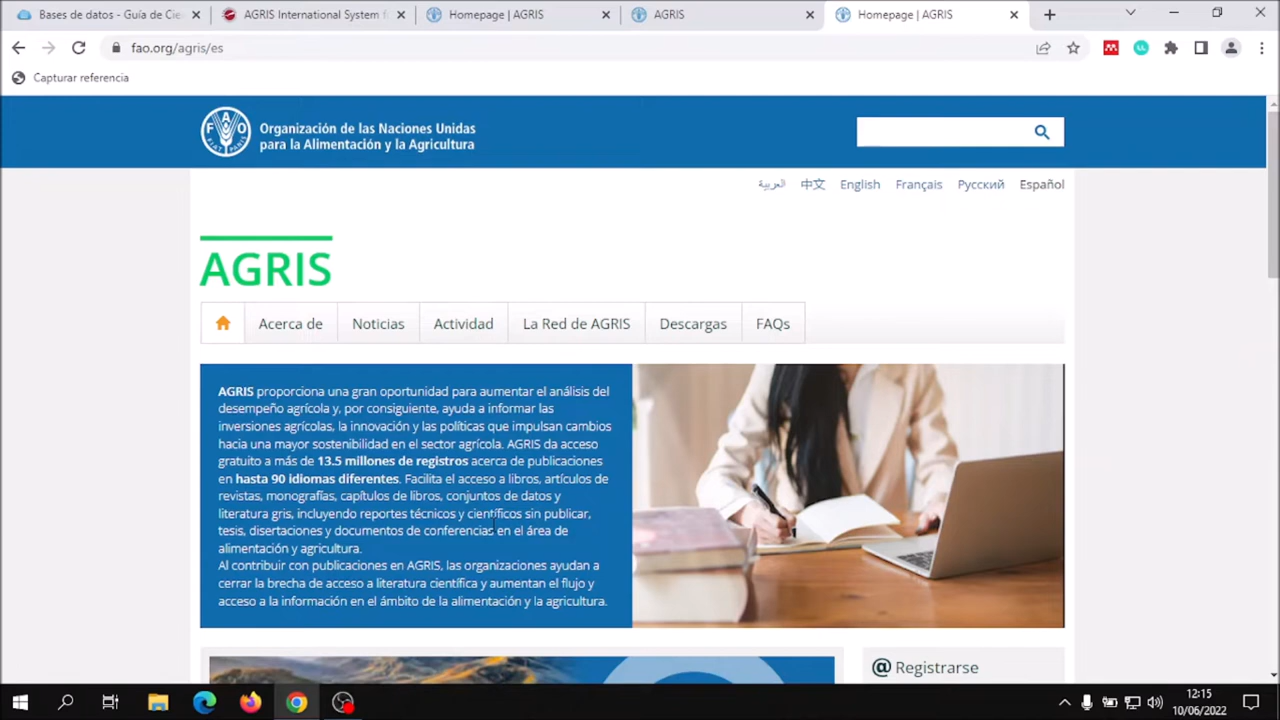 Bases de datos - Guía de Cie
AGRIS International System f
Homepage | AGRIS
AGRIS
Homepage | AGRIS
fao.org/agris/es
Capturar referencia
FAO
FIAT PANIS
Organización de las Naciones Unidas
para la Alimentación y la Agricultura
العربية
中文
English
Français
Русский
Español
AGRIS
Acerca de
Noticias
Actividad
La Red de AGRIS
Descargas
FAQs
AGRIS proporciona una gran oportunidad para aumentar el análisis del
desempeño agrícola y, por consiguiente, ayuda a informar las
inversiones agrícolas, la innovación y las políticas que impulsan cambios
hacia una mayor sostenibilidad en el sector agrícola. AGRIS da acceso
gratuito a más de 13.5 millones de registros acerca de publicaciones
en hasta 90 idiomas diferentes. Facilita el acceso a libros, artículos de
revistas, monografías, capítulos de libros, conjuntos de datos y
literatura gris, incluyendo reportes técnicos y científicos sin publicar,
tesis, disertaciones y documentos de conferencias en el área de
alimentación y agricultura.
Al contribuir con publicaciones en AGRIS, las organizaciones ayudan a
cerrar la brecha de acceso a literatura científica y aumentan el flujo y
acceso a la información en el ámbito de la alimentación y la agricultura.
@ Registrarse
12:15
10/06/2022